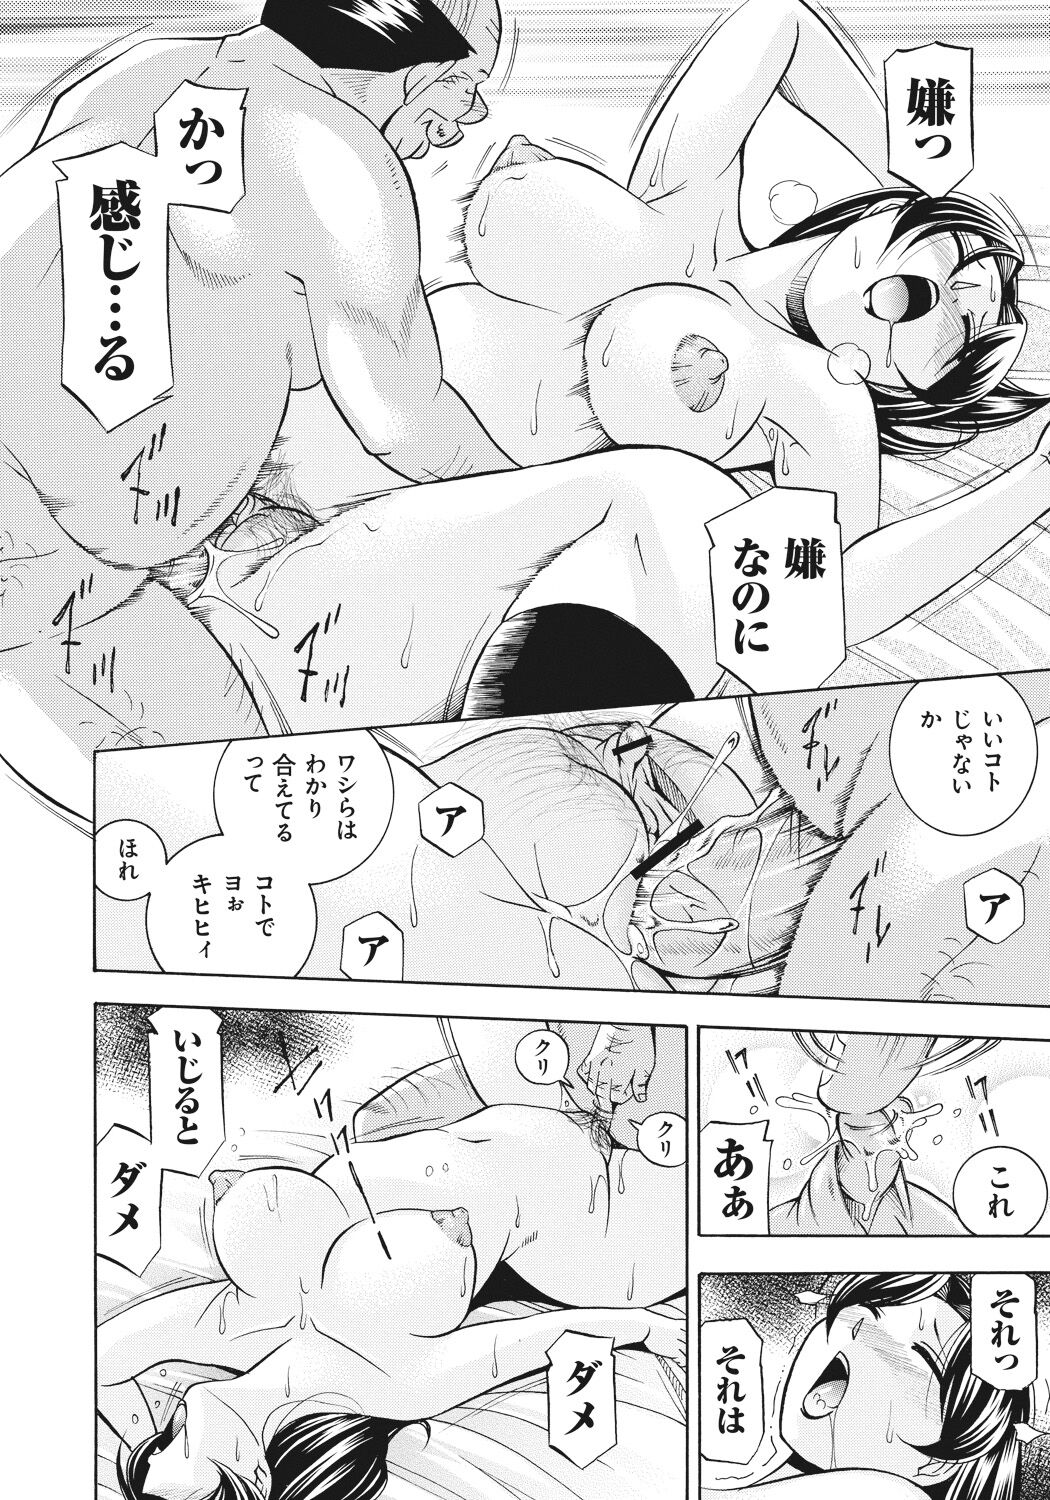 嫌っ
嫌
なのに
かっ
感じ…る
いいコト
じゃない
か
ア
ワシらは
わかり
合えてる
って
コトで
ヨぉ
キヒヒィ
ア
ア
ほれ
これ
ああ
それっ
それは
クリ
クリ
いじると
ダメ
ダメ